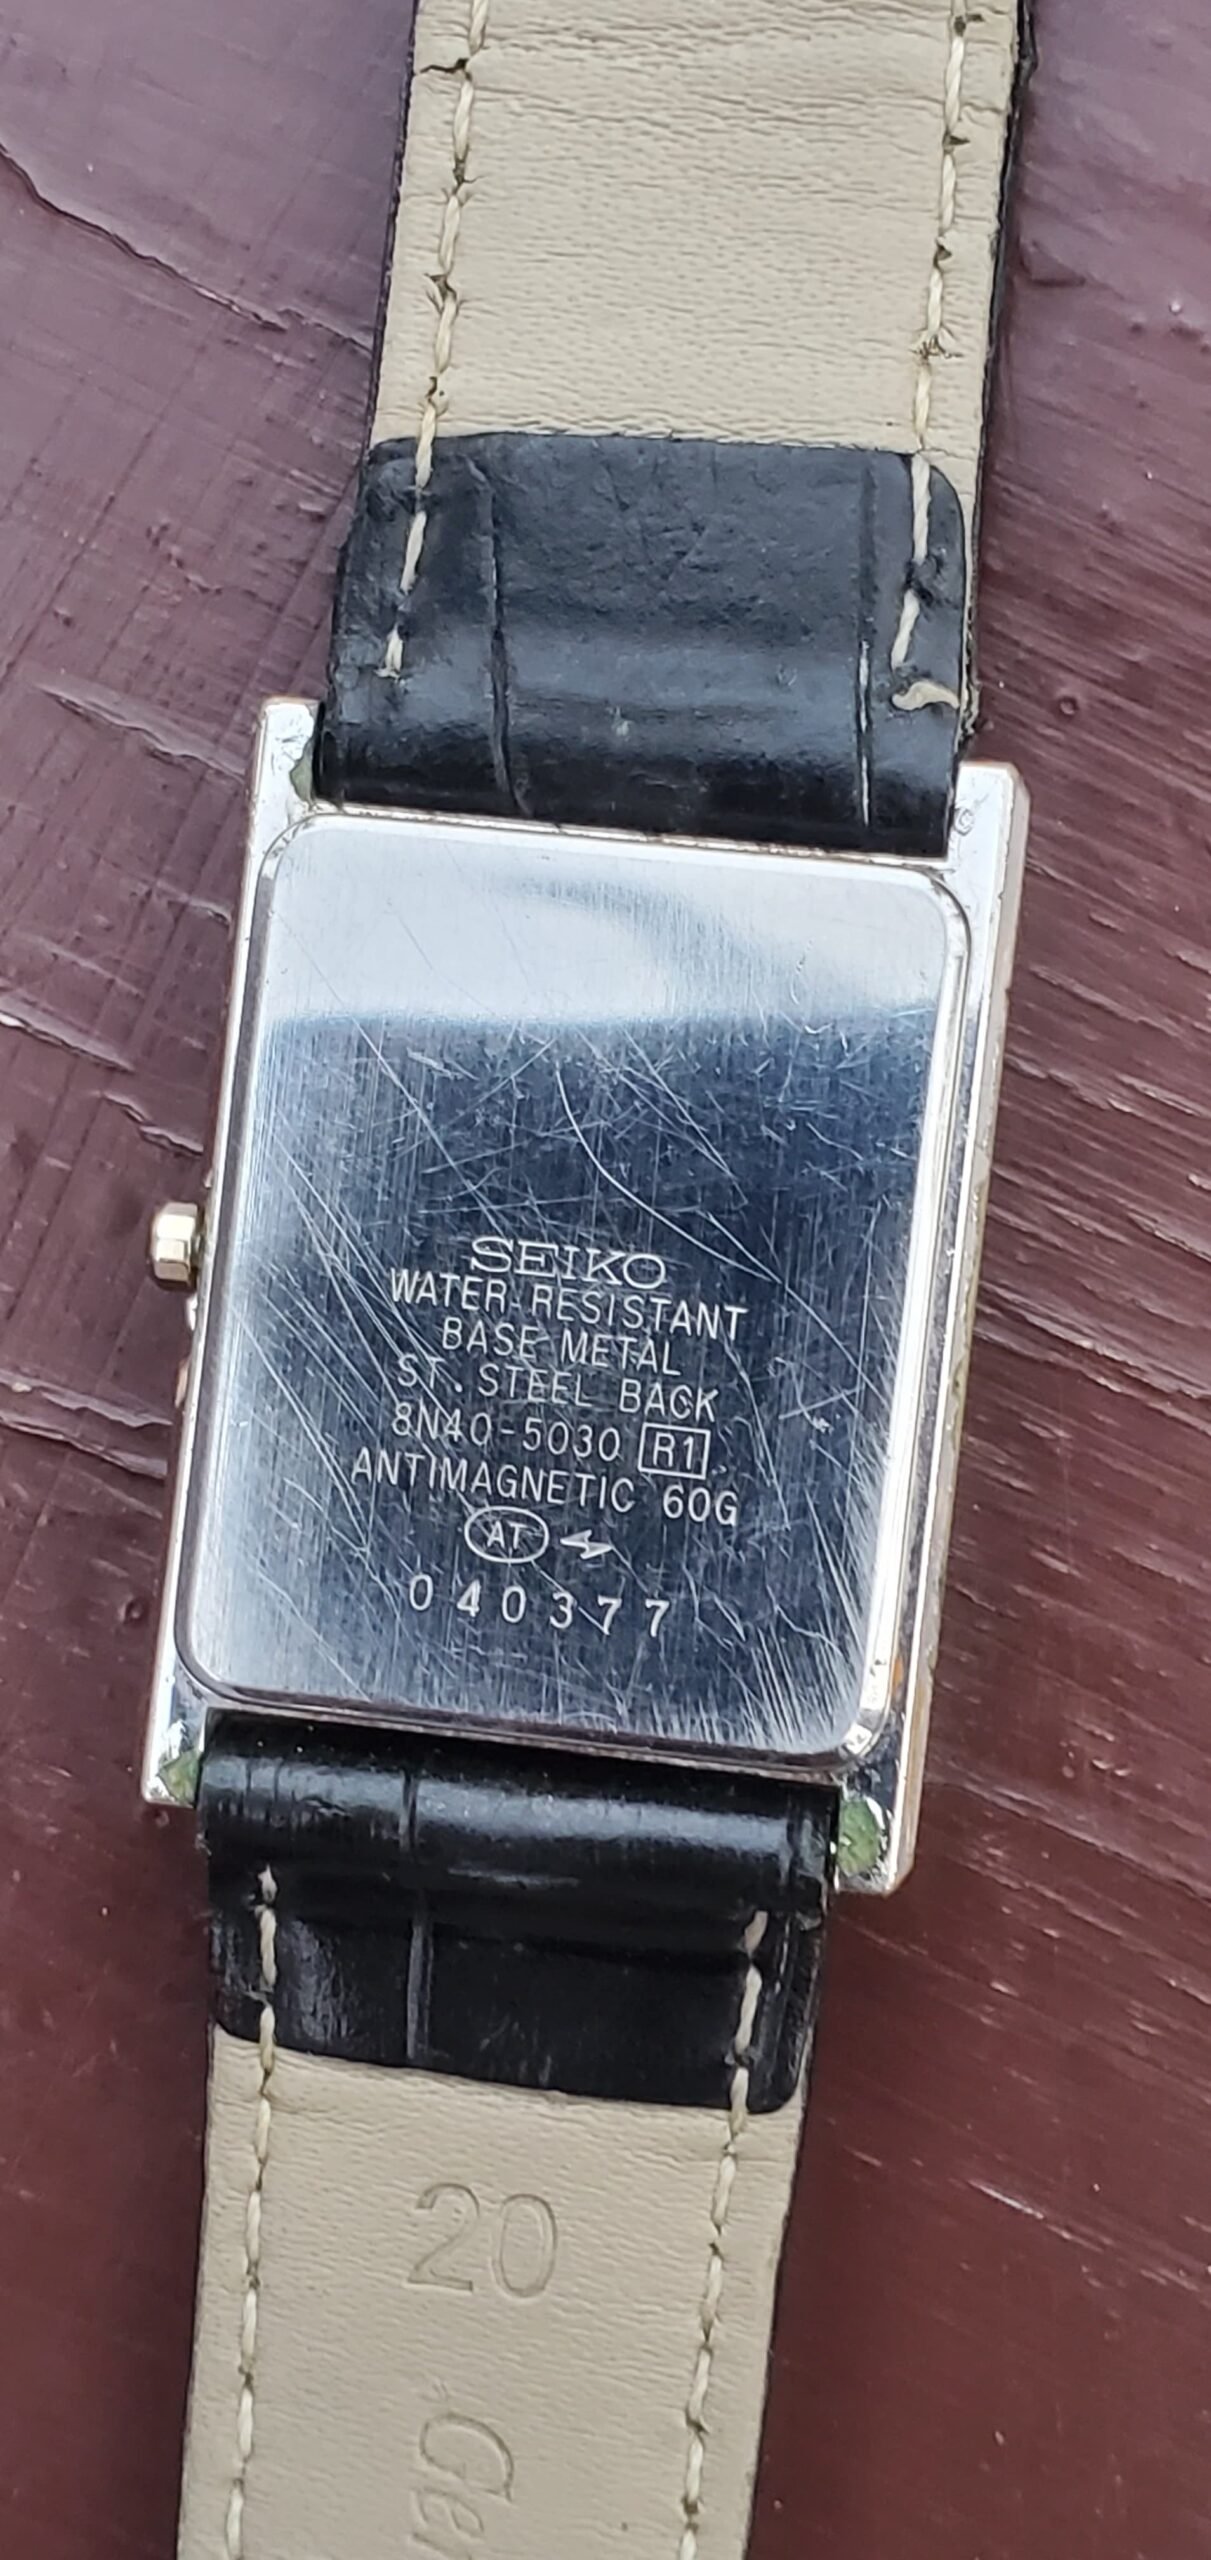 SEIKO
WATER RESISTANT
BASE METAL
ST. STEEL BACK
8N40-5030 R1
ANTIMAGNETIC 60G
AT
040377
20